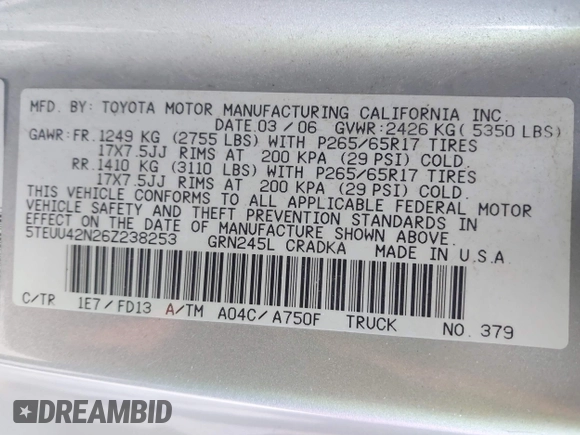 MFD. BY: TOYOTA MOTOR MANUFACTURING CALIFORNIA INC.
DATE 03 / 06 GVWR: 2426 KG ( 5350 LBS)
GAWR: FR. 1249 KG (2755 LBS) WITH P265/65R17 TIRES
17X7.5JJ RIMS AT 200 KPA (29 PSI) COLD.
RR. 1410 KG (3110 LBS) WITH P265/65R17 TIRES
17X7.5JJ RIMS AT 200 KPA (29 PSI) COLD.
THIS VEHICLE CONFORMS TO ALL APPLICABLE FEDERAL MOTOR
VEHICLE SAFETY AND THEFT PREVENTION STANDARDS IN
EFFECT ON THE DATE OF MANUFACTURE SHOWN ABOVE.
5TEUU42N26Z238253 GRN245L CRADKA MADE IN U.S.A
C/TR 1E7 / FD13 A/TM A04C / A750F TRUCK NO. 379
DREAMBID